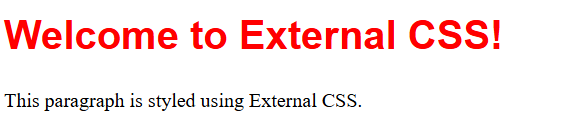 Welcome to External CSS!
This paragraph is styled using External CSS.